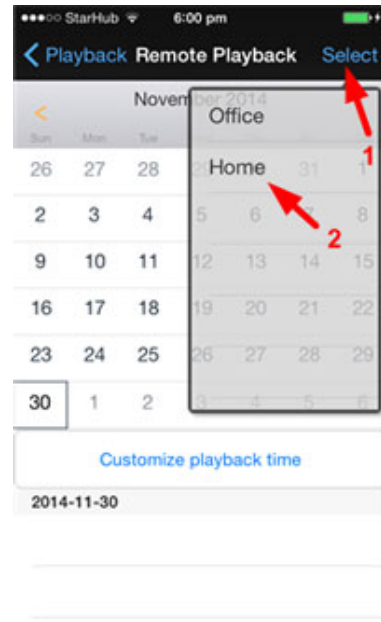 StarHub 6:00 pm
Playback Remote Playback Select
November 2014
Office
Sun Mon Tue
1
26 27 28 29 Home 31 1
2
2 3 4 5 6 7 8
9 10 11 12 13 14 15
16 17 18 19 20 21 22
23 24 25 26 27 28 29
30 1 2 3 4 5 6
Customize playback time
2014-11-30